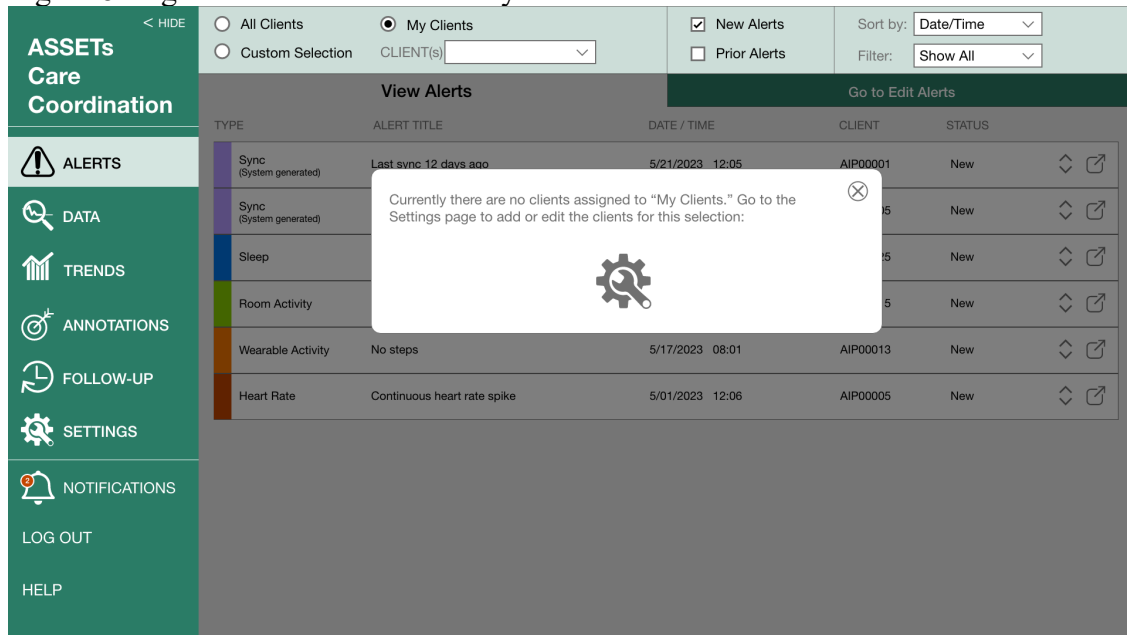 < HIDE
ASSETs
Care
Coordination
ALERTS
DATA
TRENDS
ANNOTATIONS
FOLLOW-UP
SETTINGS
2
NOTIFICATIONS
LOG OUT
HELP
All Clients My Clients New Alerts Sort by: Date/Time
Custom Selection CLIENT(s) Prior Alerts Filter: Show All
View Alerts Go to Edit Alerts
TYPE ALERT TITLE DATE / TIME CLIENT STATUS
Sync Last sync 12 days ago 5/21/2023 12:05 AIP00001 New
(System generated)
Sync New
(System generated)
Sleep New
Room Activity New
Currently there are no clients assigned to “My Clients.” Go to the
Settings page to add or edit the clients for this selection:
Wearable Activity No steps 5/17/2023 08:01 AIP00013 New
Heart Rate Continuous heart rate spike 5/01/2023 12:06 AIP00005 New